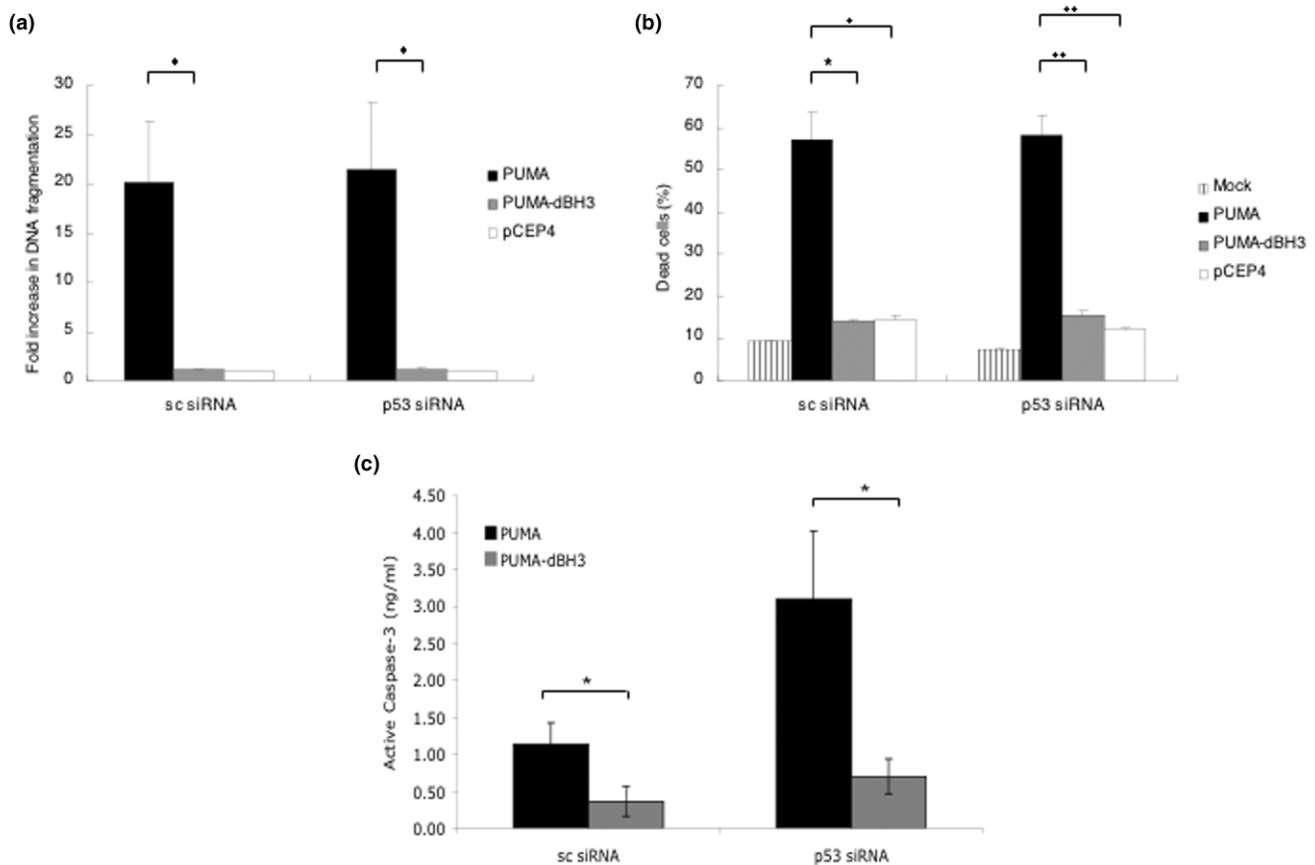 (a)
Fold increase in DNA fragmentation
30
25
20
15
10
5
0
sc siRNA
p53 siRNA
PUMA
PUMA-dBH3
pCEP4
(b)
Dead cells (%)
70
60
50
40
30
20
10
0
*
sc siRNA
p53 siRNA
Mock
PUMA
PUMA-dBH3
pCEP4
(c)
Active Caspase-3 (ng/ml)
4.50
4.00
3.50
3.00
2.50
2.00
1.50
1.00
0.50
0.00
PUMA
PUMA-dBH3
*
*
sc siRNA
p53 siRNA